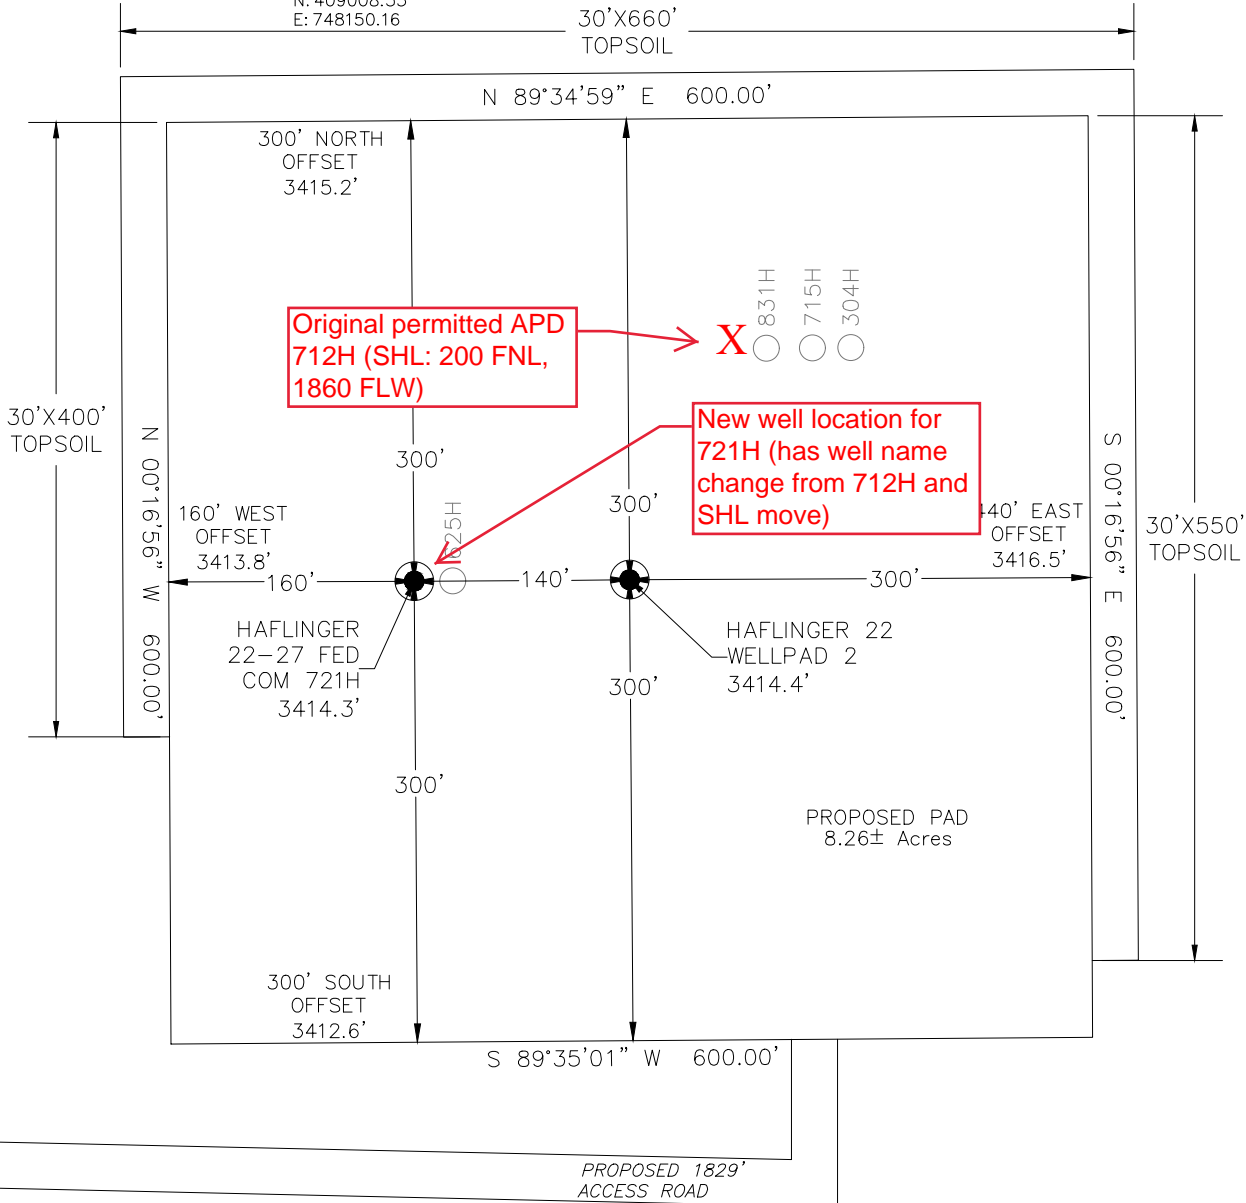 E: 748150.16
30'X660'
TOPSOIL
N 89°34'59" E 600.00'
300' NORTH
OFFSET
3415.2'
831H
715H
304H
Original permitted APD
712H (SHL: 200 FNL,
1860 FLW)
X
30'X400'
TOPSOIL
New well location for
721H (has well name
change from 712H and
SHL move)
N 00°16'56" W 600.00'
300'
300'
160' WEST
OFFSET
3413.8'
625H
40' EAST
OFFSET
3416.5'
S 00°16'56" E 600.00'
30'X550'
TOPSOIL
160'
140'
300'
HAFLINGER
22-27 FED
COM 721H
3414.3'
HAFLINGER 22
WELLPAD 2
3414.4'
300'
300'
PROPOSED PAD
8.26± Acres
300' SOUTH
OFFSET
3412.6'
S 89°35'01" W 600.00'
PROPOSED 1829'
ACCESS ROAD